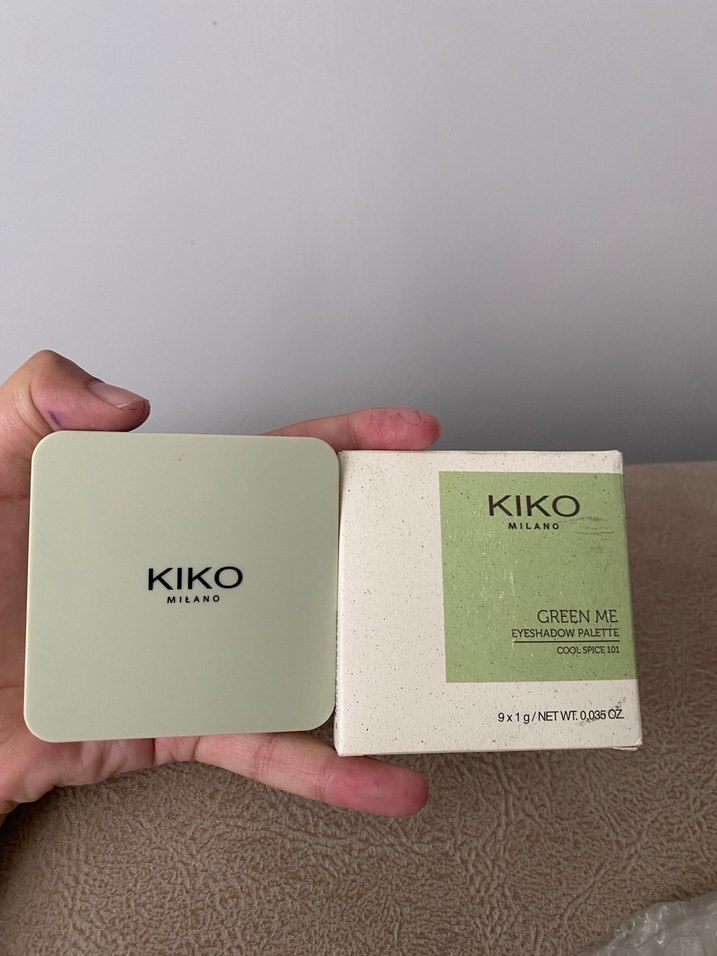 KIKO
MILANO
KIKO
MILANO
GREEN ME
EYESHADOW PALETTE
COOL SPICE 101
9 x 1 g / NET WT. 0,035 OZ.